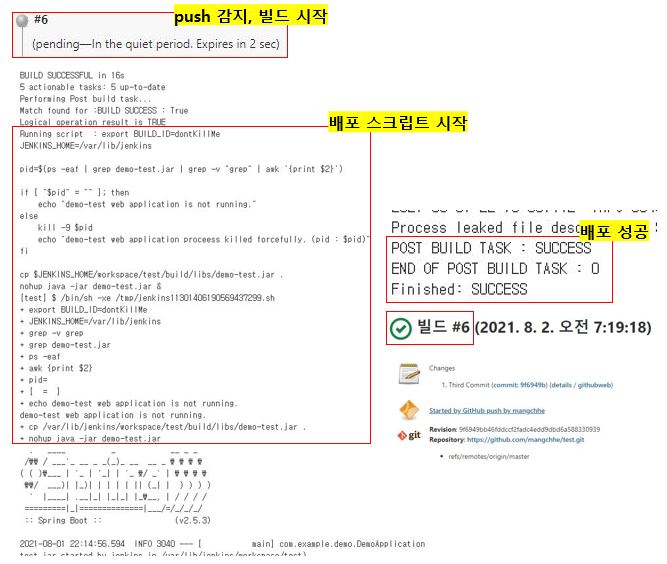 #6
push 감지, 빌드 시작
(pending—In the quiet period. Expires in 2 sec)
BUILD SUCCESSFUL in 16s
5 actionable tasks: 5 up-to-date
Performing Post build task...
Match found for :BUILD SUCCESS : True
Logical operation result is TRUE
Running script  : export BUILD_ID=dontKillMe
배포 스크립트 시작
JENKINS_HOME=/var/lib/jenkins
pid=$(ps -eaf | grep demo-test.jar | grep -v "grep" | awk '{print $2}')
if [ "$pid" = "" ]; then
echo "demo-test web application is not running."
else
kill -9 $pid
echo "demo-test web application process killed forcefully. (pid : $pid)"
fi
cp $JENKINS_HOME/workspace/test/build/libs/demo-test.jar .
nohup java -jar demo-test.jar &
[test] $ /bin/sh -xe /tmp/jenkins11301406190569437299.sh
+ export BUILD_ID=dontKillMe
+ JENKINS_HOME=/var/lib/jenkins
+ grep -v grep
+ grep demo-test.jar
+ ps -eaf
+ awk {print $2}
+ pid=
+ [  =  ]
+ echo demo-test web application is not running.
demo-test web application is not running.
+ cp /var/lib/jenkins/workspace/test/build/libs/demo-test.jar .
+ nohup java -jar demo-test.jar
:: Spring Boot ::                (v2.5.3)
2021-08-01 22:14:56.594  INFO 3040 --- [           main] com.example.demo.DemoApplication
Process leaked file
배포 성공
POST BUILD TASK : SUCCESS
END OF POST BUILD TASK : 0
Finished: SUCCESS
빌드 #6 (2021. 8. 2. 오전 7:19:18)
Changes
1. Third Commit (commit: 9f6949b) (details / githubweb)
Started by GitHub push by mangchhe
git
Revision: 9f6949bb46fddccf2fadc4edd9dbd6a588330939
Repository: https://github.com/mangchhe/test.git
• refs/remotes/origin/master